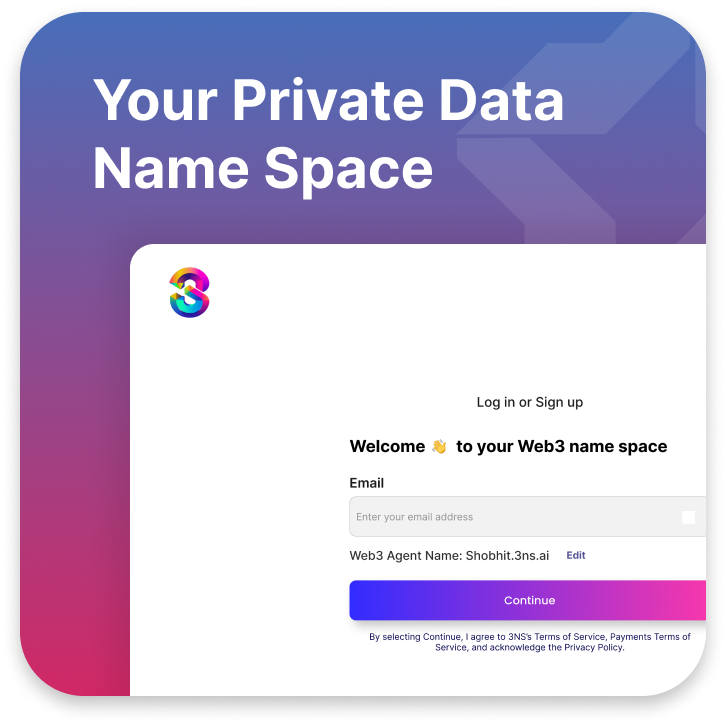 Your Private Data
Name Space
Log in or Sign up
Welcome 👋 to your Web3 name space
Email
Enter your email address
Web3 Agent Name: Shobhit.3ns.ai Edit
Continue
By selecting Continue, I agree to 3NS's Terms of Service, Payments Terms of
Service, and acknowledge the Privacy Policy.